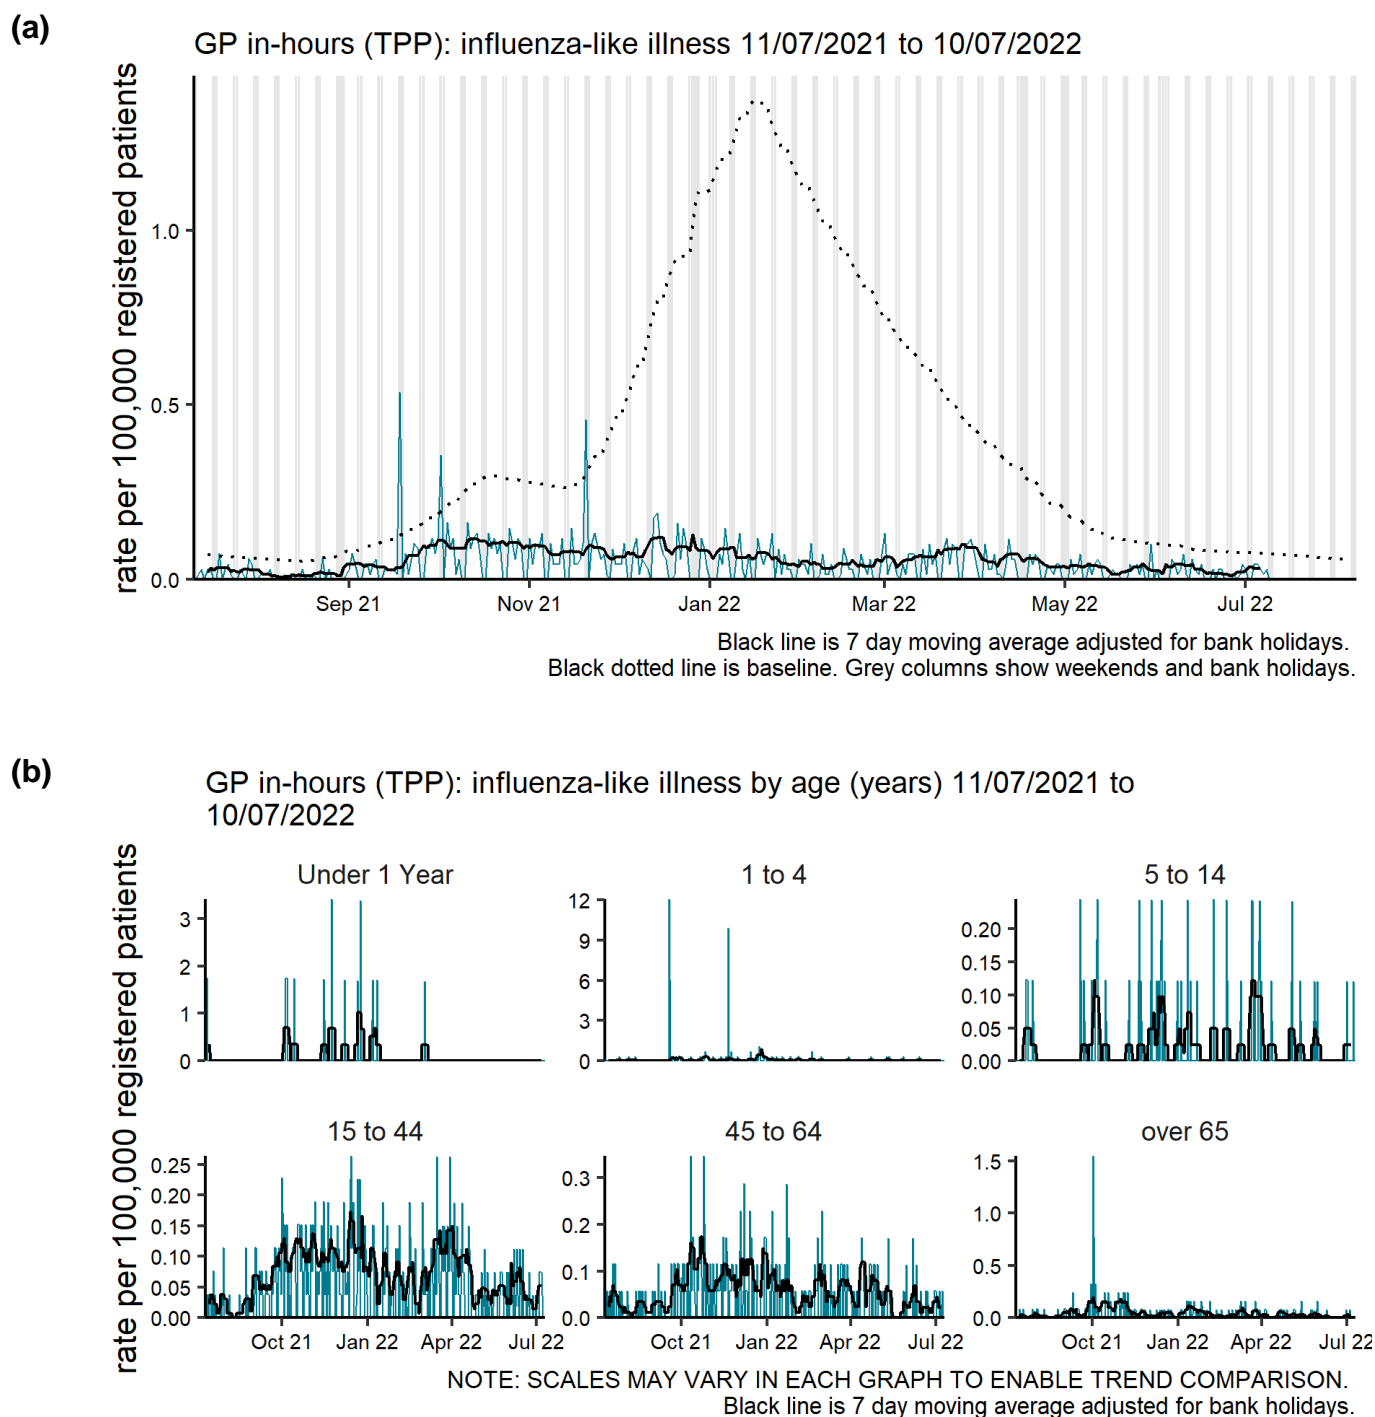 (a)
GP in-hours (TPP): influenza-like illness 11/07/2021 to 10/07/2022
rate per 100,000 registered patients
1.0
0.5
0.0
Sep 21 Nov 21 Jan 22 Mar 22 May 22 Jul 22
Black line is 7 day moving average adjusted for bank holidays.
Black dotted line is baseline. Grey columns show weekends and bank holidays.
(b)
GP in-hours (TPP): influenza-like illness by age (years) 11/07/2021 to
10/07/2022
rate per 100,000 registered patients
Under 1 Year
3
2
1
0
1 to 4
12
9
6
3
0
5 to 14
0.20
0.15
0.10
0.05
0.00
15 to 44
0.25
0.20
0.15
0.10
0.05
0.00
Oct 21 Jan 22 Apr 22 Jul 22
45 to 64
0.3
0.2
0.1
0.0
Oct 21 Jan 22 Apr 22 Jul 22
over 65
1.5
1.0
0.5
0.0
Oct 21 Jan 22 Apr 22 Jul 22
NOTE: SCALES MAY VARY IN EACH GRAPH TO ENABLE TREND COMPARISON.
Black line is 7 day moving average adjusted for bank holidays.